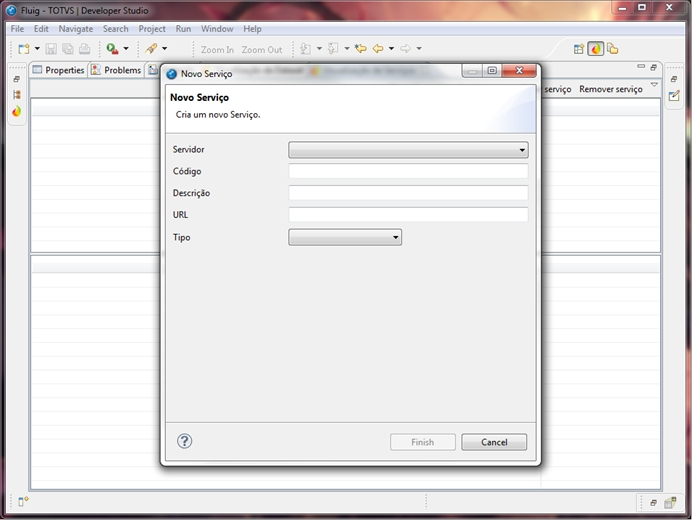 Fluig - TOTVS | Developer Studio
File Edit Navigate Search Project Run Window Help
Zoom In Zoom Out
Properties Problems
Novo Serviço
serviço Remover serviço
Novo Serviço
Cria um novo Serviço.
Servidor
Código
Descrição
URL
Tipo
Finish Cancel